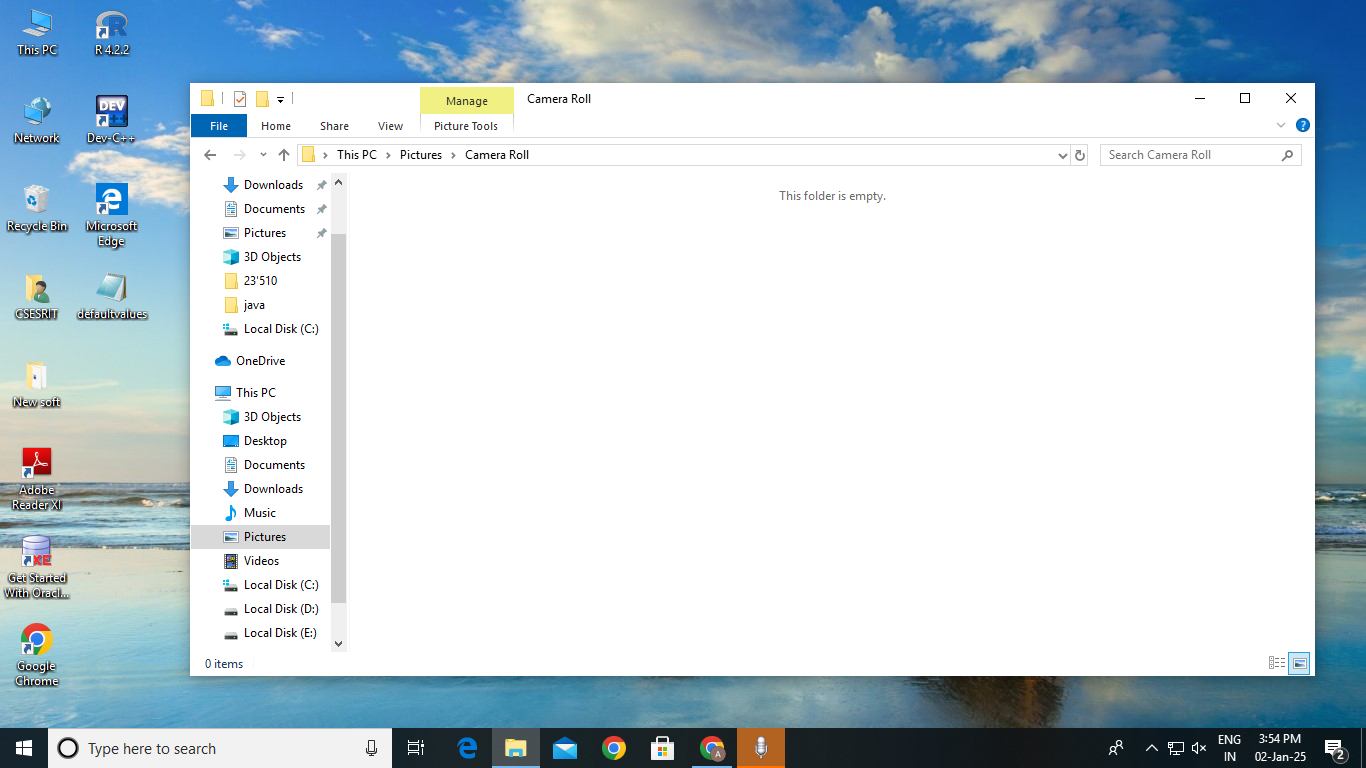 This PC
R 4.2.2
Network
Dev-C++
Recycle Bin
Microsoft
Edge
CSESRIT
defaultvalues
New soft
Adobe
Reader XI
Get Started
With Oracl...
Google
Chrome
Manage
Camera Roll
File
Home
Share
View
Picture Tools
This PC
Pictures
Camera Roll
Search Camera Roll
Downloads
Documents
Pictures
3D Objects
23'510
java
Local Disk (C:)
OneDrive
This PC
3D Objects
Desktop
Documents
Downloads
Music
Pictures
Videos
Local Disk (C:)
Local Disk (D:)
Local Disk (E:)
This folder is empty.
0 items
Type here to search
ENG
IN
3:54 PM
02-Jan-25
2
R
DEV
C++
XE
A
?